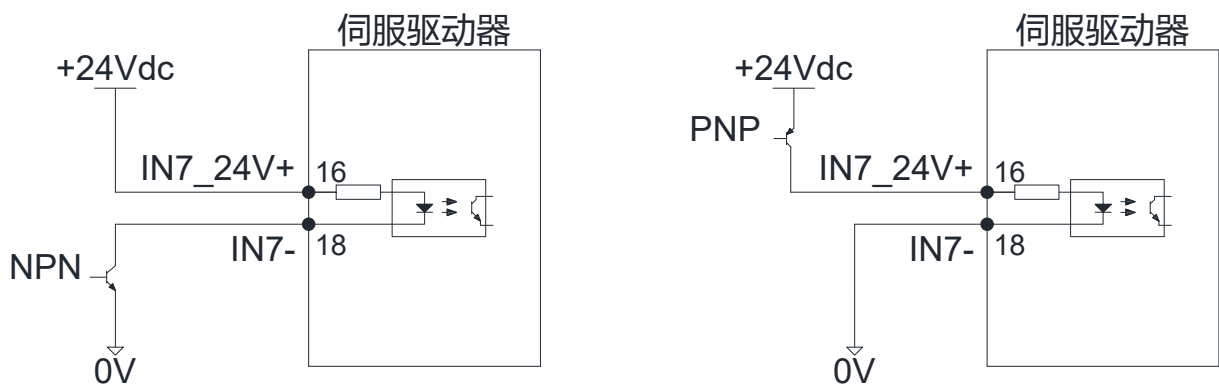 伺服驱动器
+24Vdc
IN7_24V+
16
IN7-
18
NPN
0V
伺服驱动器
+24Vdc
PNP
IN7_24V+
16
IN7-
18
0V